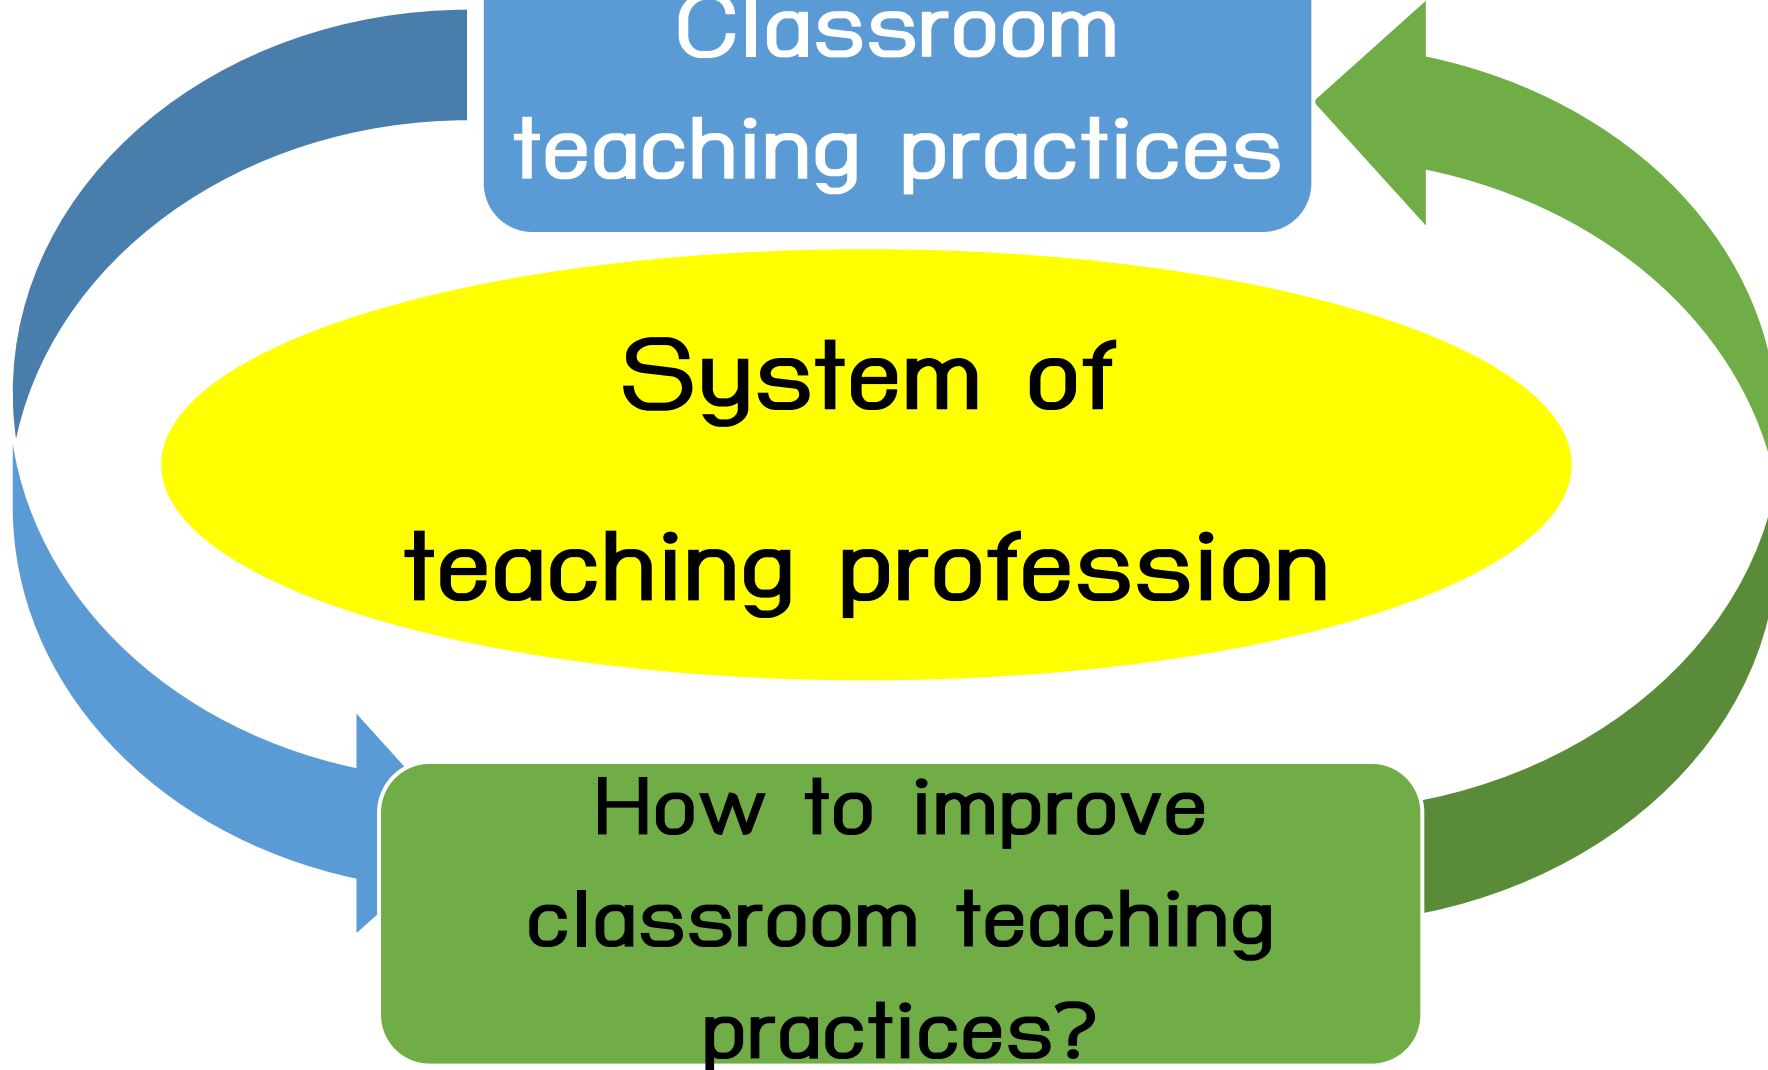 Classroom
teaching practices
System of
teaching profession
How to improve
classroom teaching
practices?